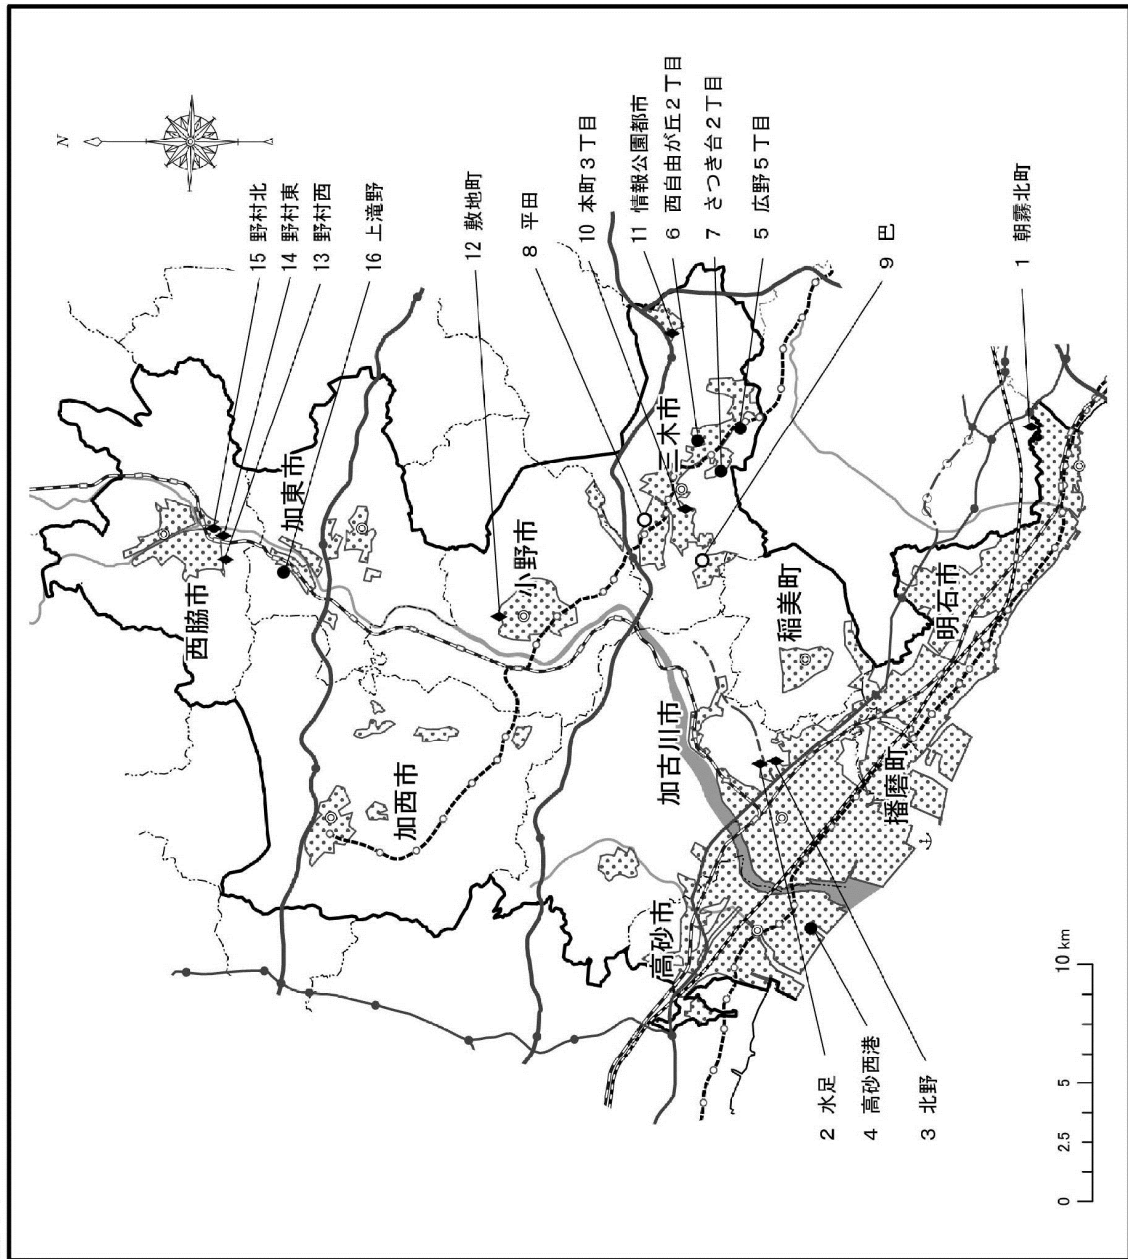 N
15 野村北
14 野村東
13 野村西
16 上滝野
12 敷地町
8 平田
10 本町3丁目
11 情報公園都市
6 西自由が丘2丁目
7 さつき台2丁目
5 広野5丁目
9 巴
1 朝霧北町
西脇市
加東市
小野市
三木市
加西市
加古川市
稲美町
明石市
播磨町
高砂市
2 水足
4 高砂西港
3 北野
0 2.5 5 10 km